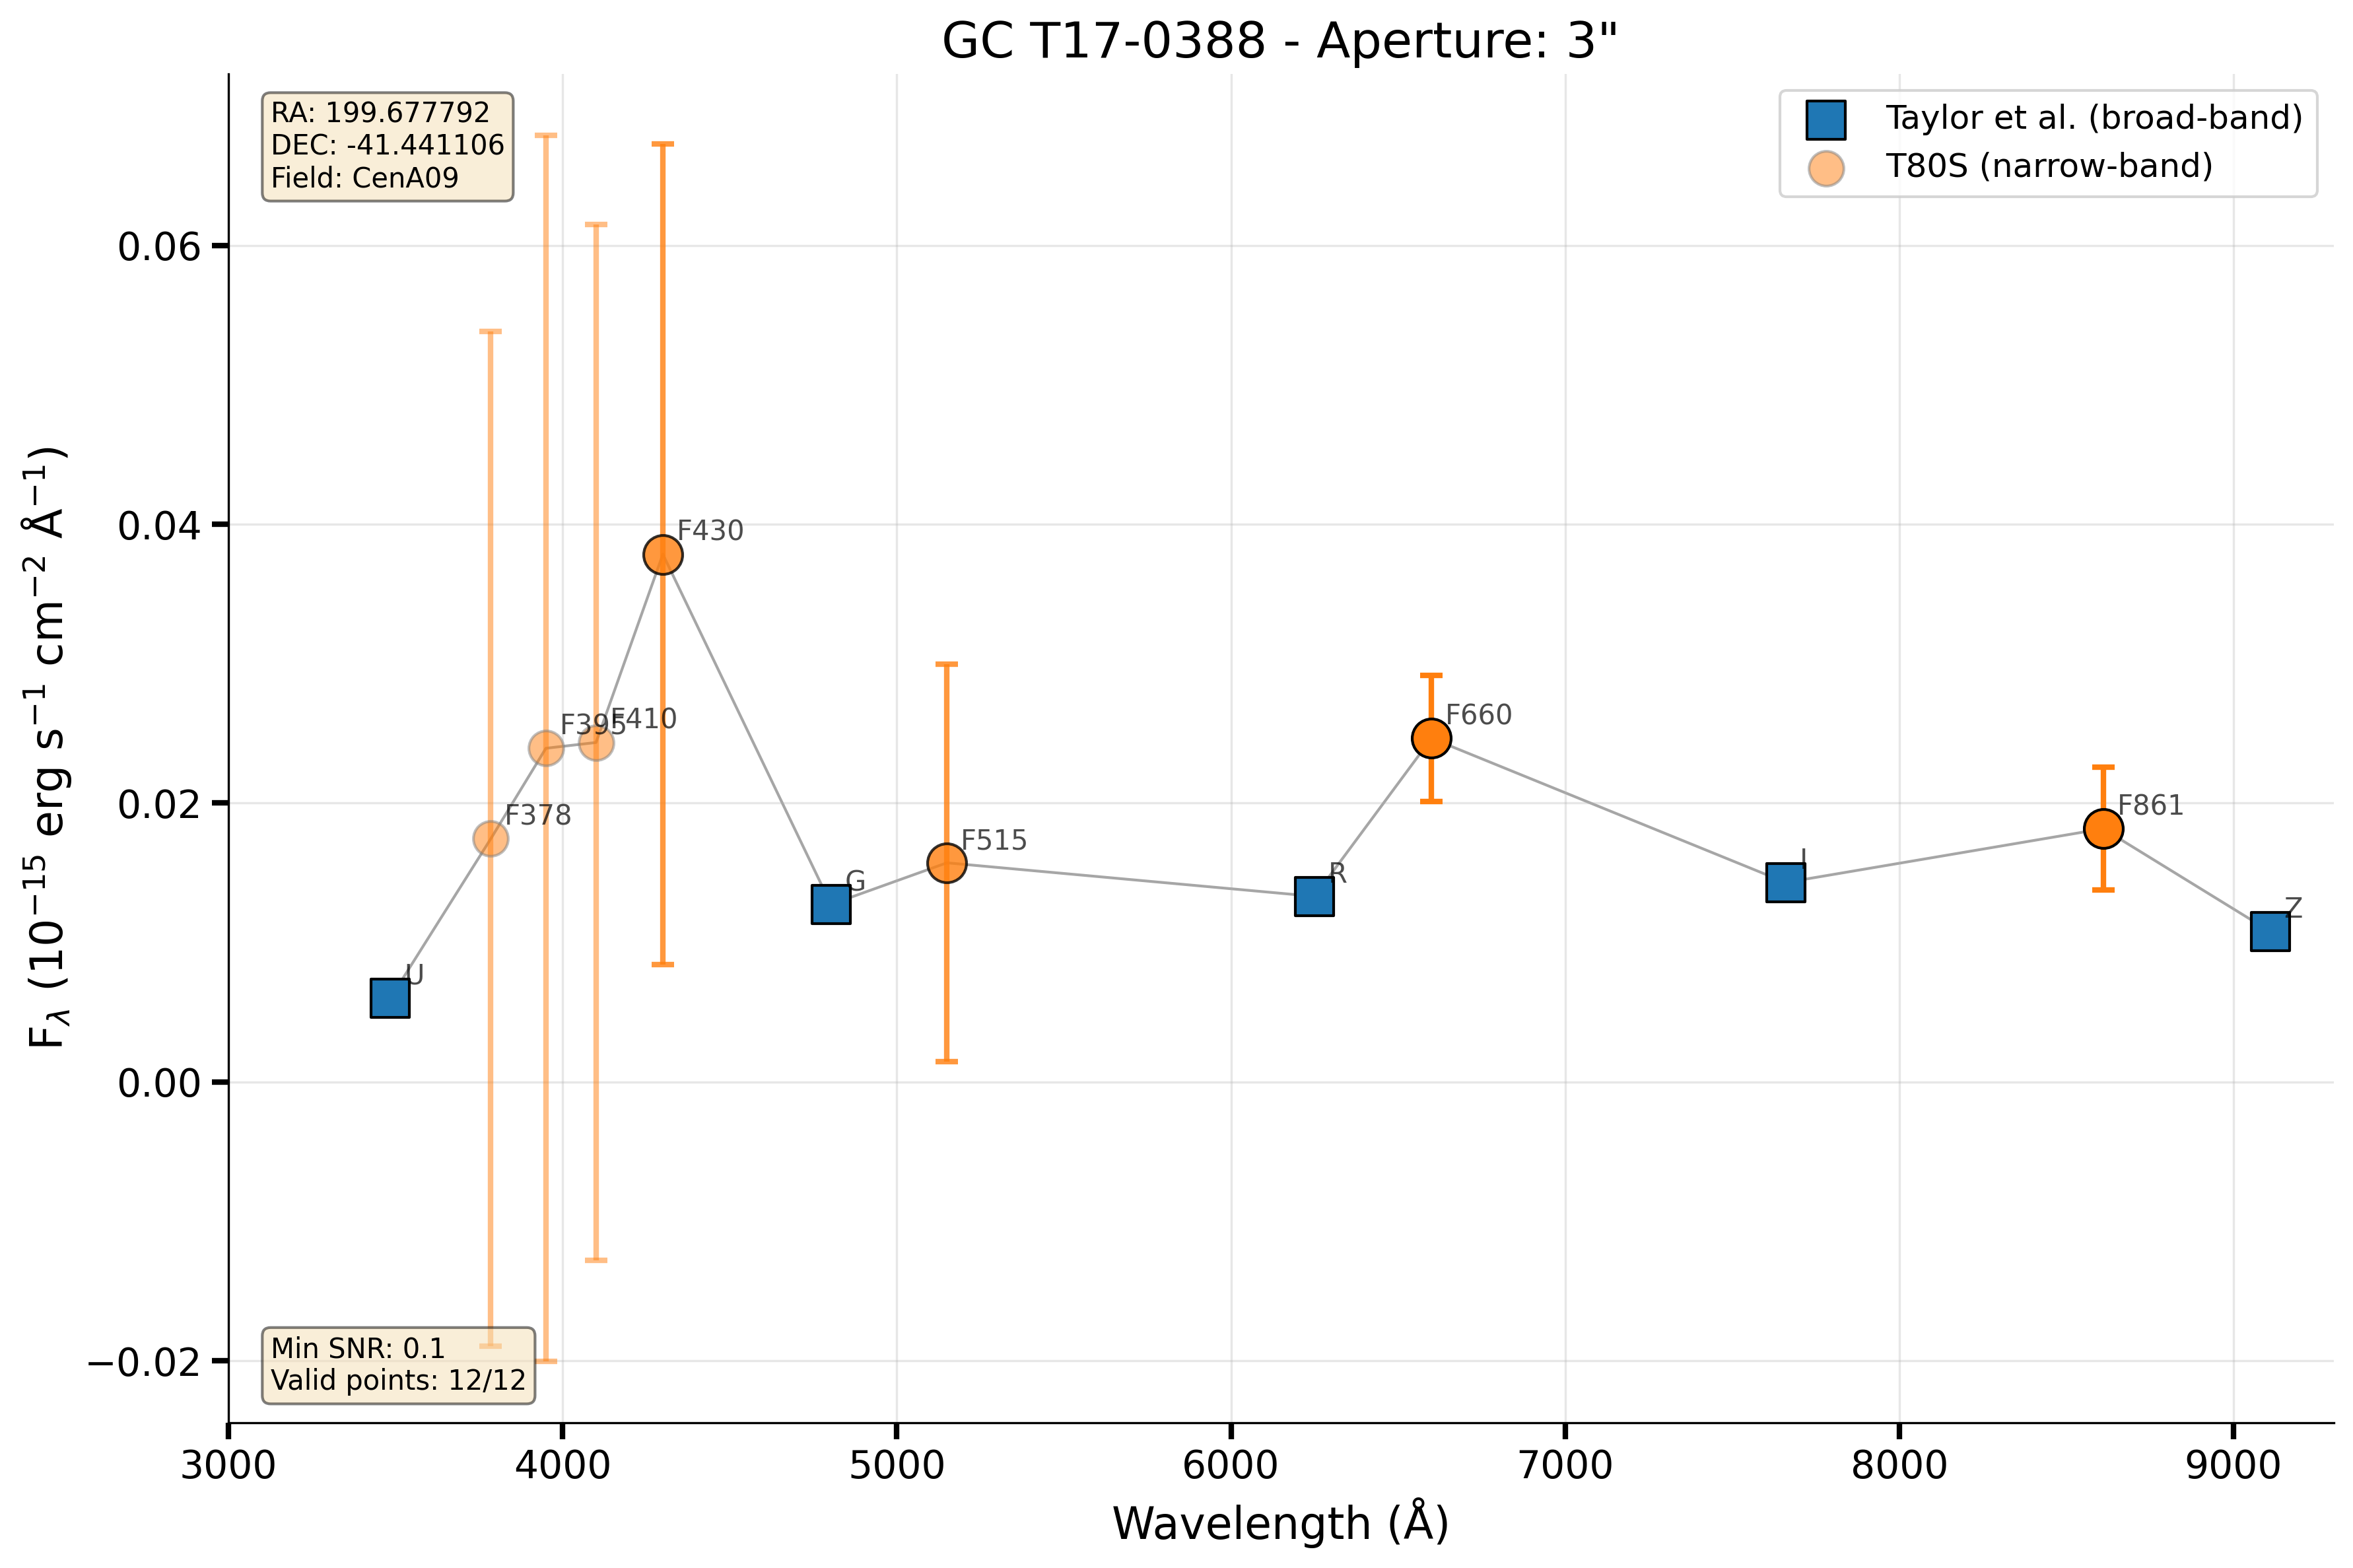 GC T17-0388 - Aperture: 3"
RA: 199.677792
DEC: -41.441106
Field: CenA09
Taylor et al. (broad-band)
T80S (narrow-band)
0.06
0.04
0.02
0.00
−0.02
F$_λ$ (10$^{−15}$ erg s$^{−1}$ cm$^{−2}$ Å$^{−1}$)
U
F378
F395
F410
F430
G
F515
R
F660
I
F861
Z
Min SNR: 0.1
Valid points: 12/12
3000
4000
5000
6000
7000
8000
9000
Wavelength (Å)